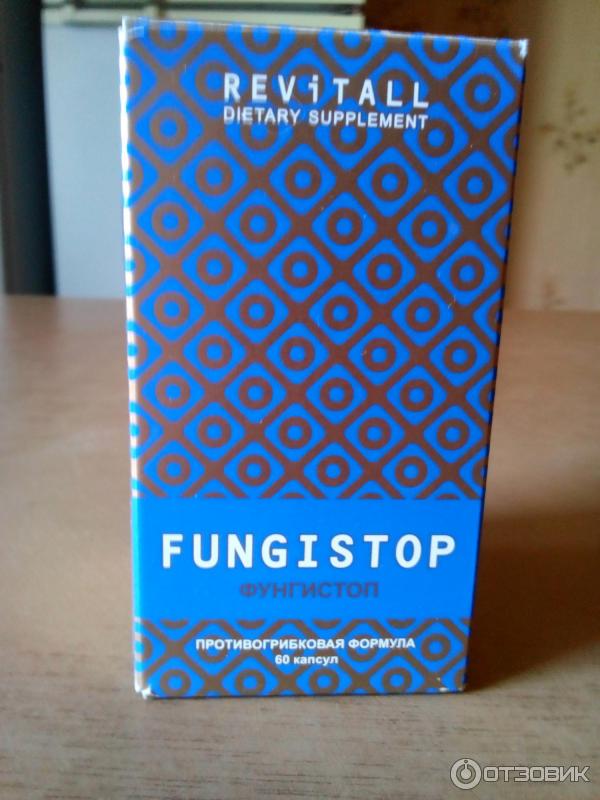 REViTALL
DIETARY SUPPLEMENT
FUNGISTOP
ФУНГИСТОП
ПРОТИВОГРИБКОВАЯ ФОРМУЛА
60 капсул
ОТЗОВИК